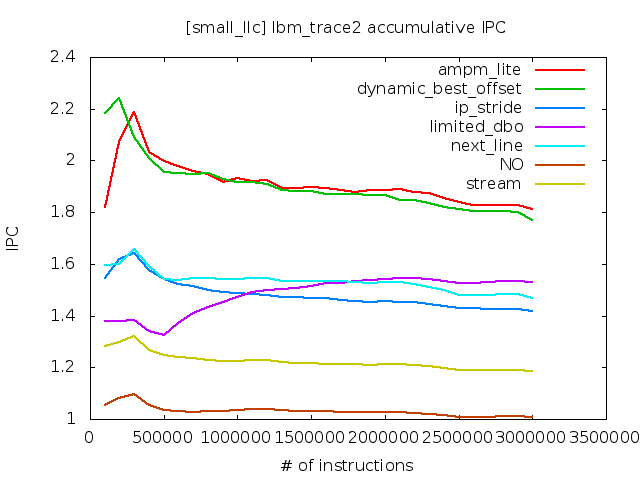 [small_llc] lbm_trace2 accumulative IPC
2.4
2.2
2
1.8
1.6
1.4
1.2
1
IPC
ampm_lite
dynamic_best_offset
ip_stride
limited_dbo
next_line
NO
stream
0 500000 1000000 1500000 2000000 2500000 3000000 3500000
# of instructions